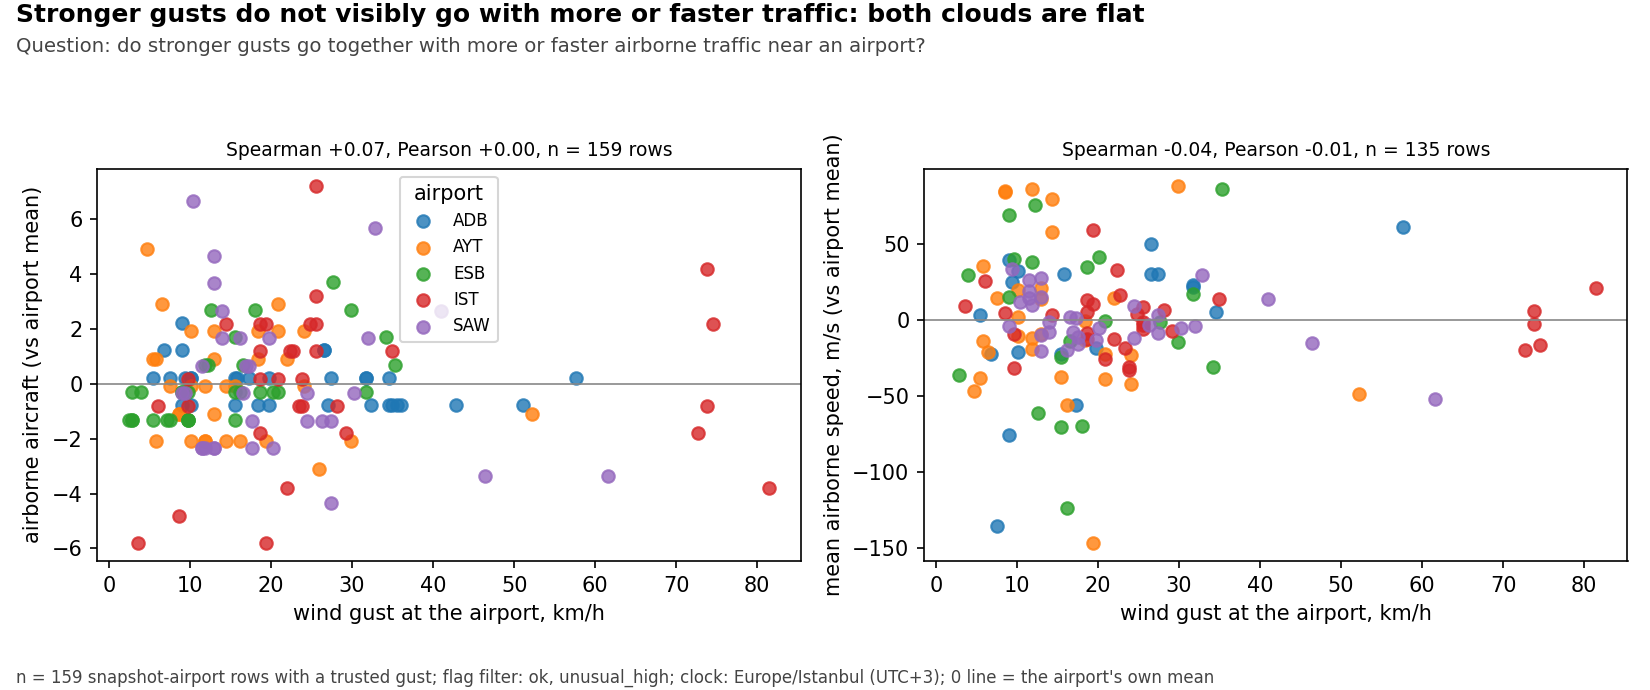 Stronger gusts do not visibly go with more or faster traffic: both clouds are flat
Question: do stronger gusts go together with more or faster airborne traffic near an airport?
Spearman +0.07, Pearson +0.00, n = 159 rows
airborne aircraft (vs airport mean)
6
4
2
0
−2
−4
−6
airport
ADB
AYT
ESB
IST
SAW
0 10 20 30 40 50 60 70 80
wind gust at the airport, km/h
Spearman -0.04, Pearson -0.01, n = 135 rows
mean airborne speed, m/s (vs airport mean)
50
0
−50
−100
−150
0 10 20 30 40 50 60 70 80
wind gust at the airport, km/h
n = 159 snapshot-airport rows with a trusted gust; flag filter: ok, unusual_high; clock: Europe/Istanbul (UTC+3); 0 line = the airport's own mean